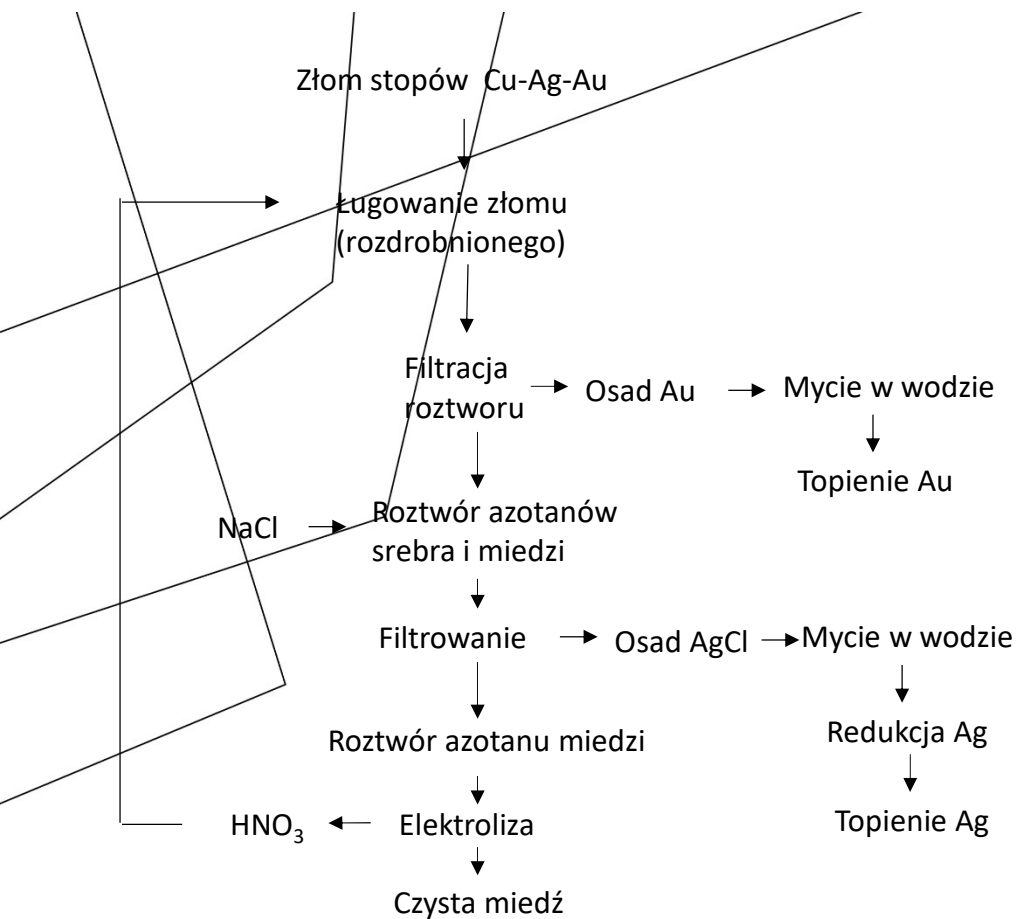 Złom stopów Cu-Ag-Au
Ługowanie złomu
(rozdrobnionego)
Filtracja
roztworu
Osad Au
Mycie w wodzie
Topienie Au
NaCl
Roztwór azotanów
srebra i miedzi
Filtrowanie
Osad AgCl
Mycie w wodzie
Roztwór azotanu miedzi
Redukcja Ag
HNO₃
Elektroliza
Topienie Ag
Czysta miedź